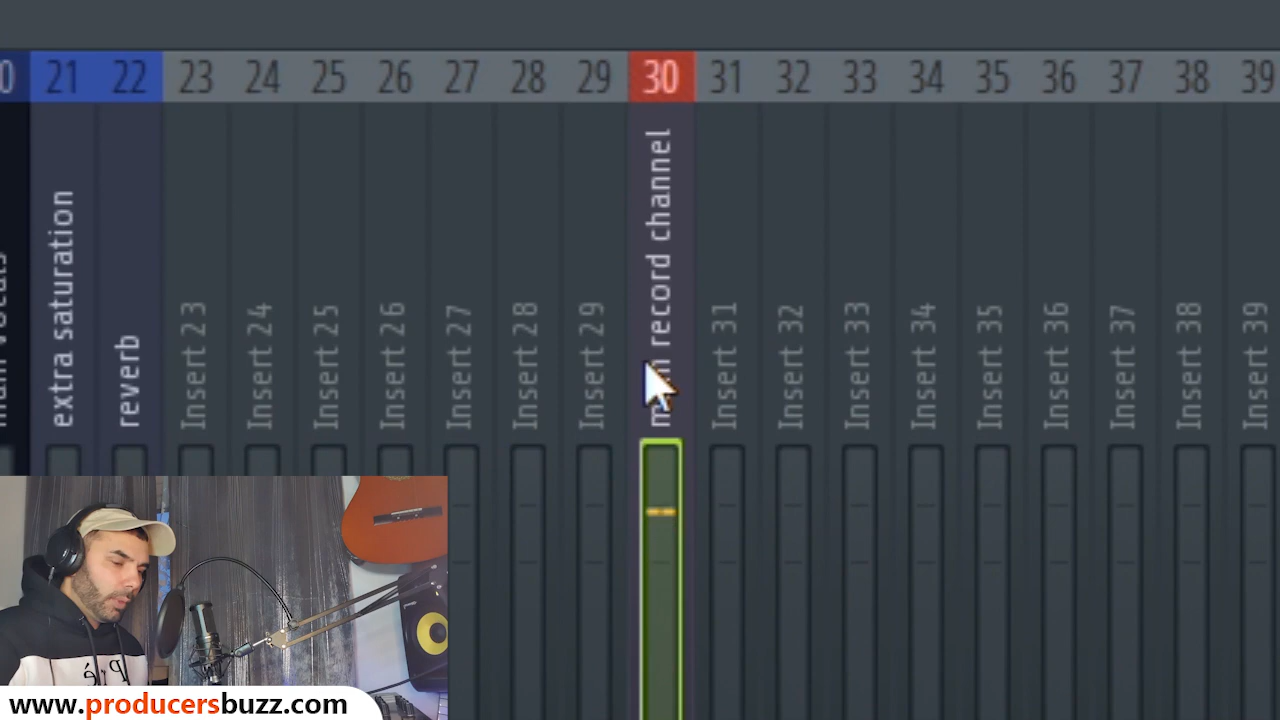 21 22 23 24 25 26 27 28 29 30 31 32 33 34 35 36 37 38 39
extra saturation
reverb
Insert 23
Insert 24
Insert 25
Insert 26
Insert 27
Insert 28
Insert 29
record channel
Insert 31
Insert 32
Insert 33
Insert 34
Insert 35
Insert 36
Insert 37
Insert 38
Insert 39
www.producersbuzz.com